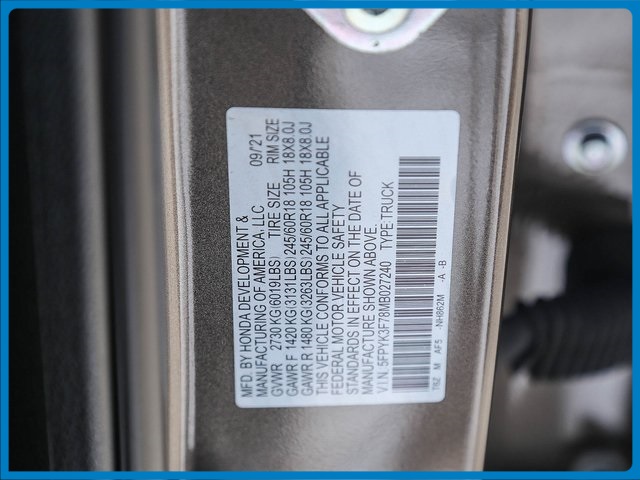 MFD. BY HONDA DEVELOPMENT &
MANUFACTURING OF AMERICA, LLC 09/'21
GVWR 2730 KG(6019LBS) TIRE SIZE RIM SIZE
GAWR F 1420 KG(3131LBS) 245/60R18 105H 18X8.0J
GAWR R 1480 KG(3263LBS) 245/60R18 105H 18X8.0J
THIS VEHICLE CONFORMS TO ALL APPLICABLE
FEDERAL MOTOR VEHICLE SAFETY
STANDARDS IN EFFECT ON THE DATE OF
MANUFACTURE SHOWN ABOVE.
V.I.N. 5FPYK3F78MB027240 TYPE TRUCK
T6Z M AF5 -NH862M -A -B